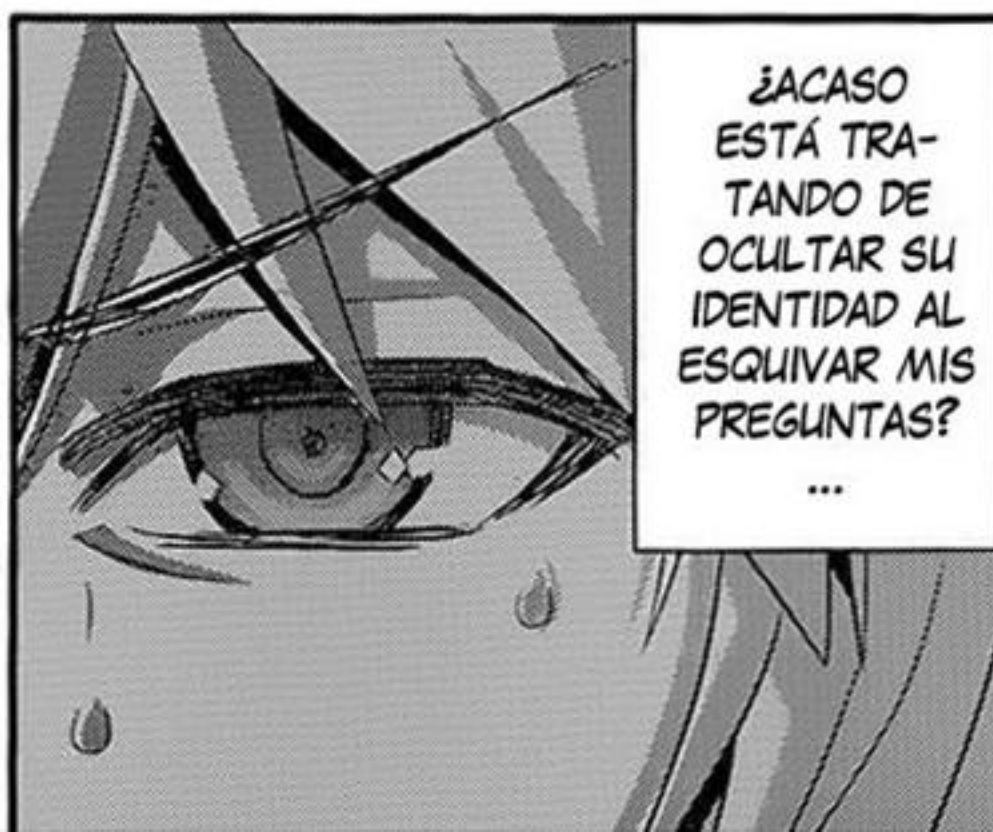 ¿ACASO
ESTÁ TRA-
TANDO DE
OCULTAR SU
IDENTIDAD AL
ESQUIVAR MIS
PREGUNTAS?
...